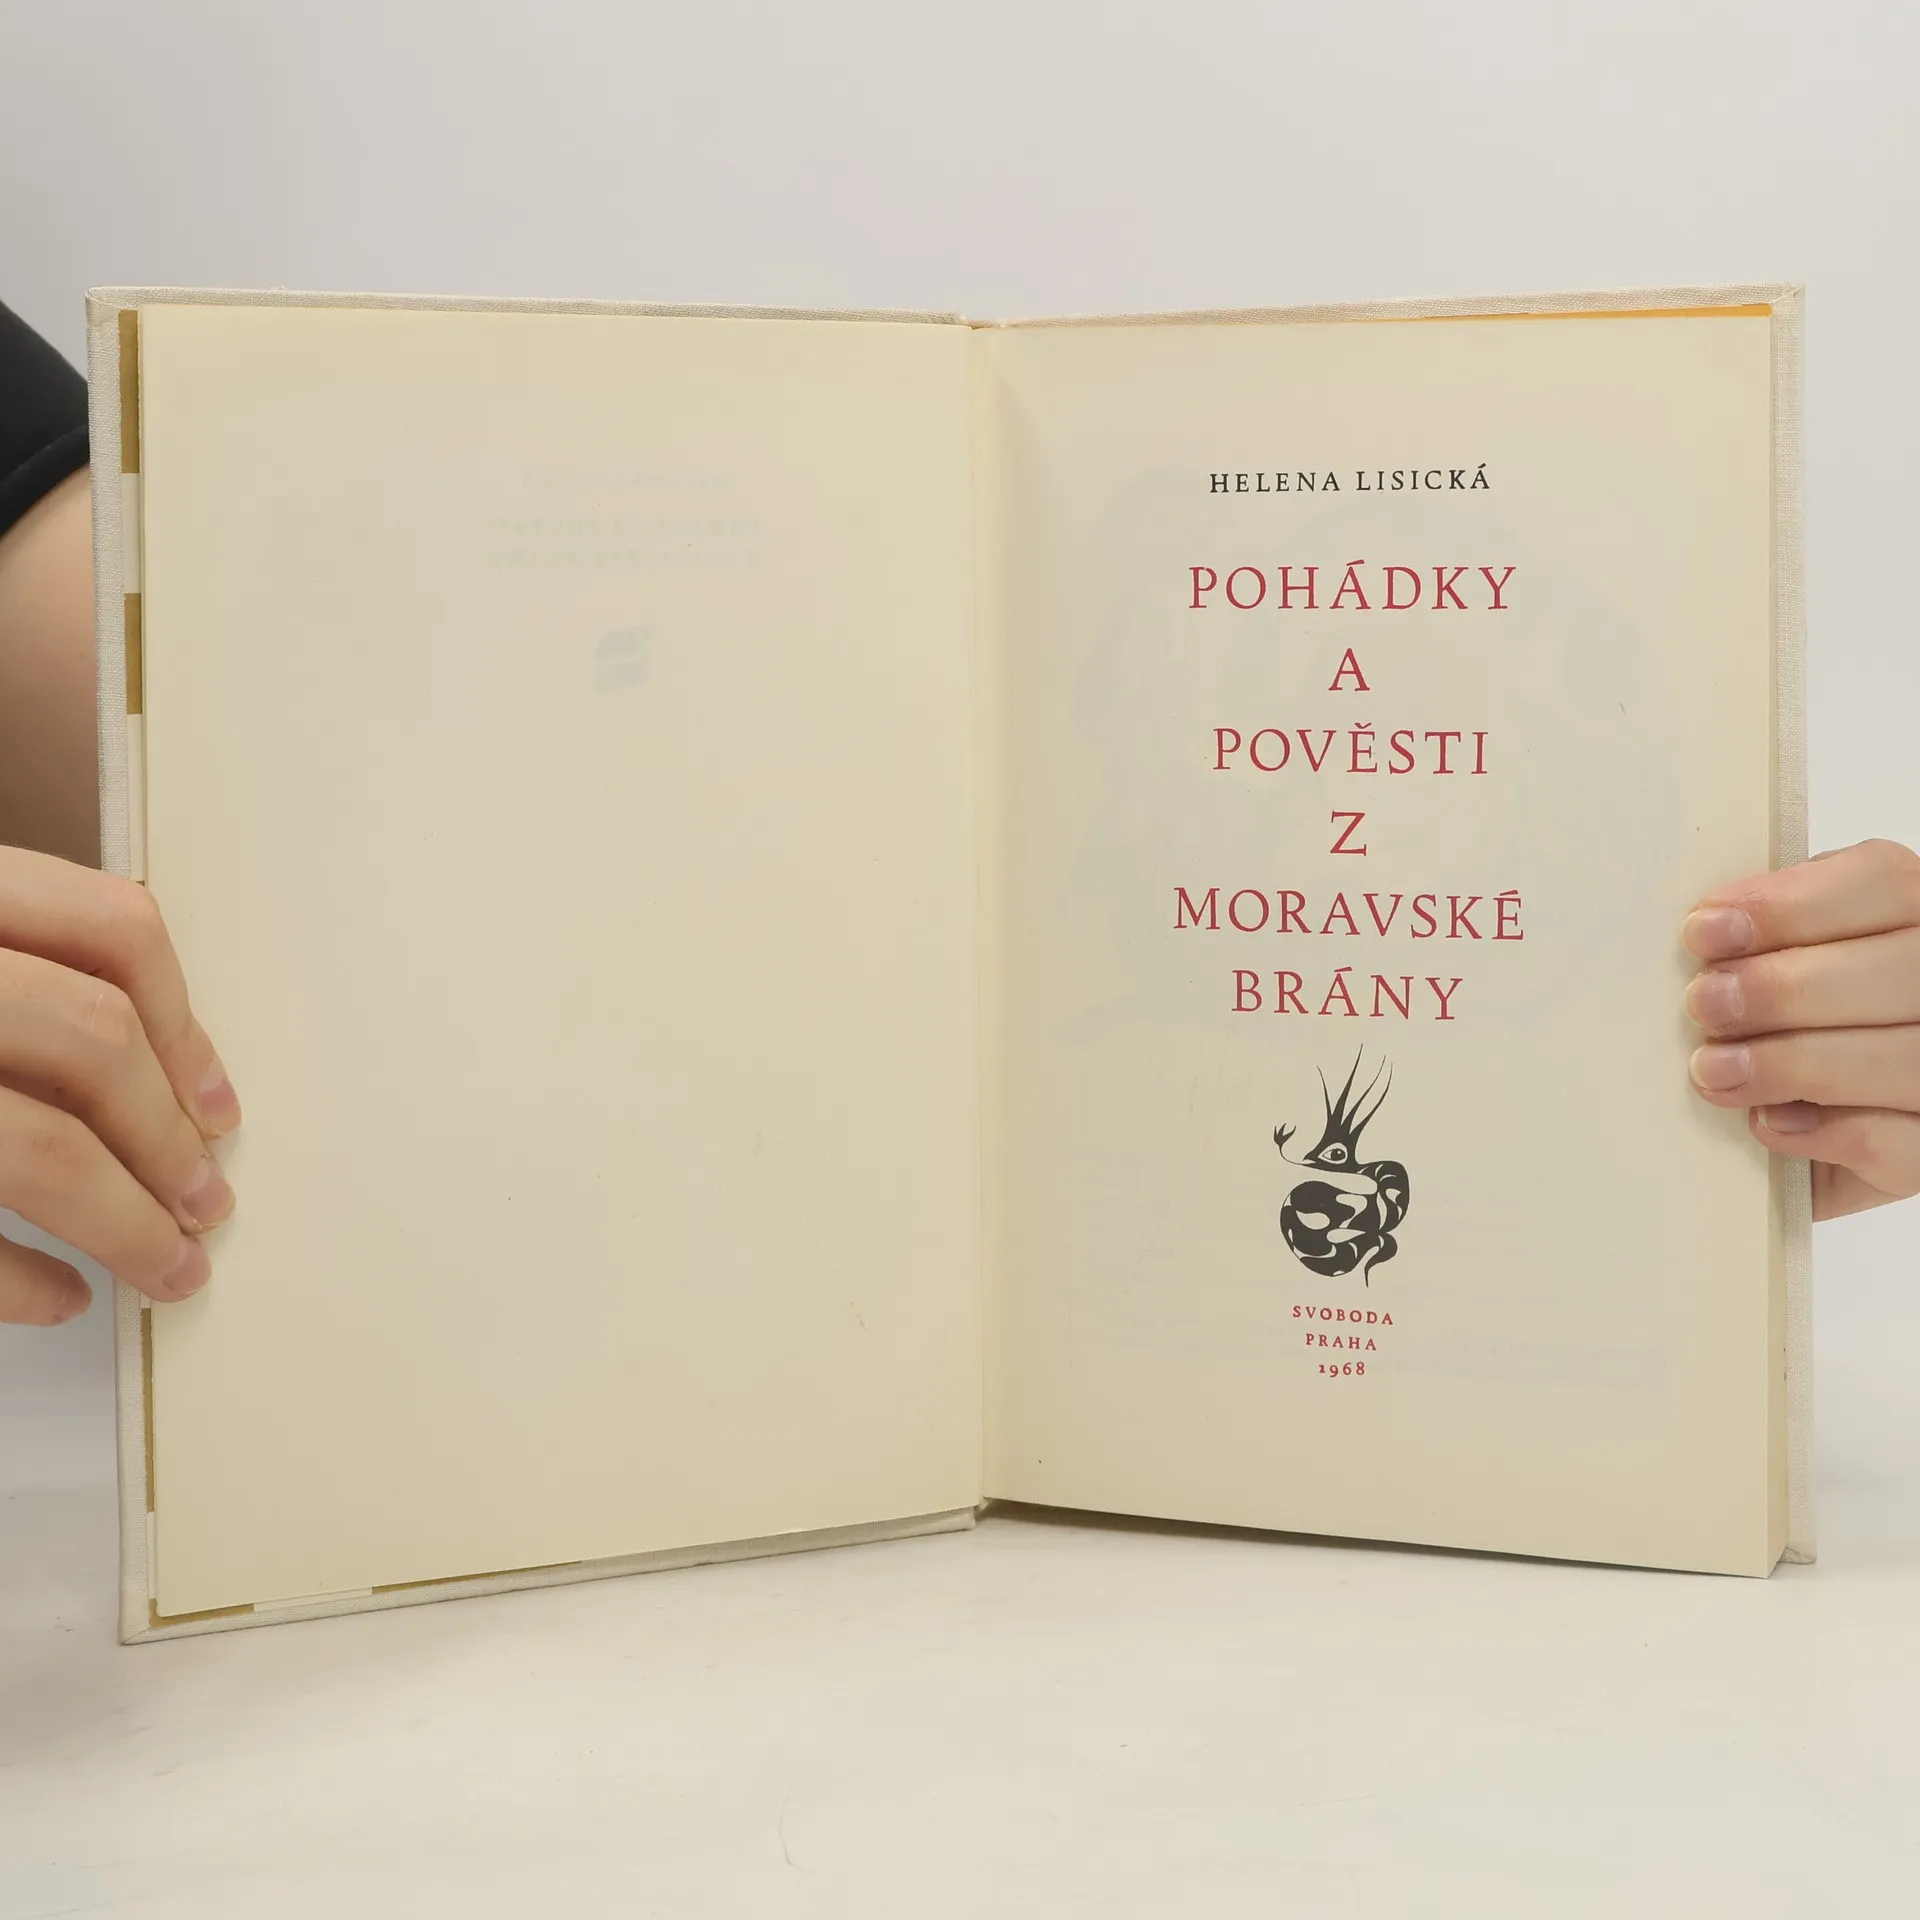 HELENA LISICKÁ
POHÁDKY
A
POVĚSTI
Z
MORAVSKÉ
BRÁNY
SVOBODA
PRAHA
1968